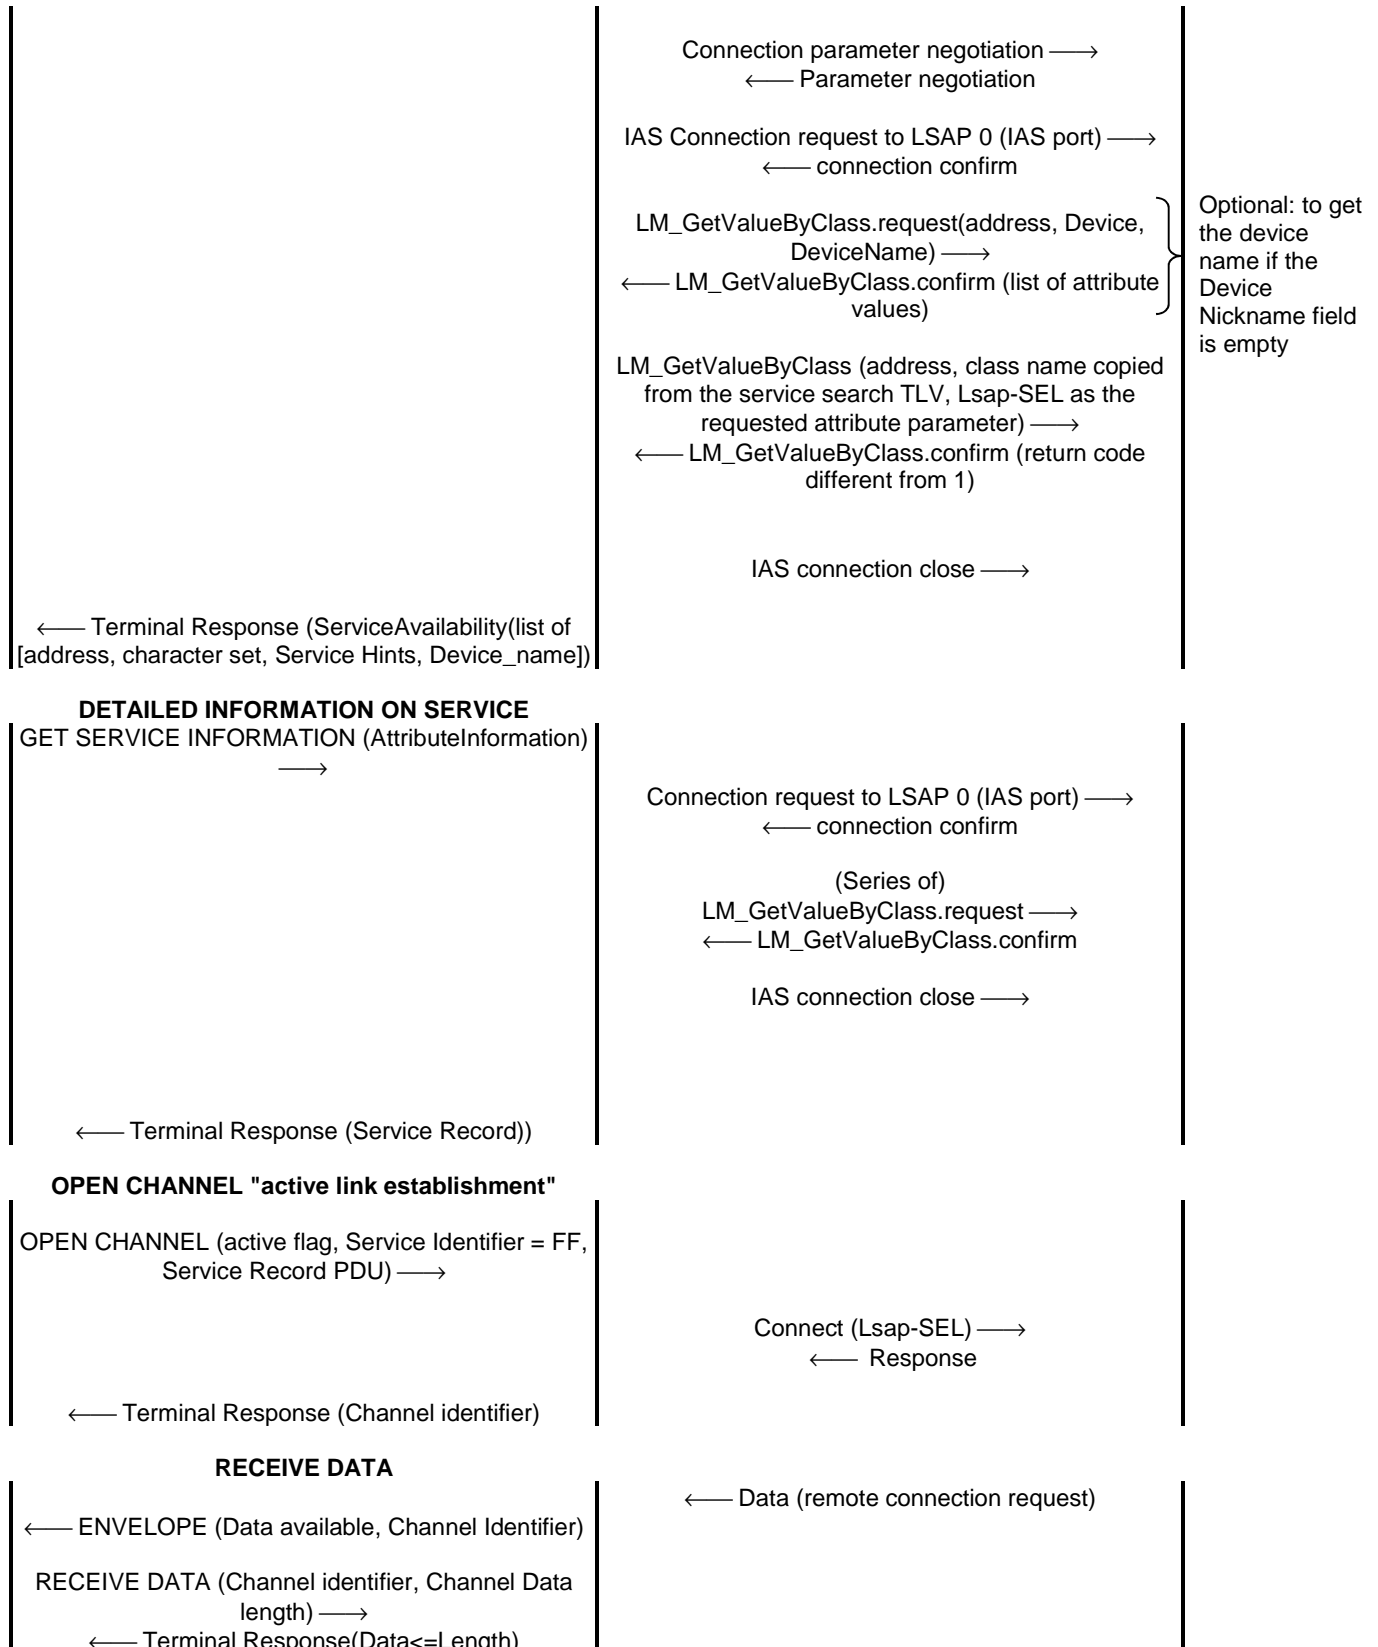 Connection parameter negotiation ⟶
⟵ Parameter negotiation
IAS Connection request to LSAP 0 (IAS port) ⟶
⟵ connection confirm
LM_GetValueByClass.request(address, Device,
DeviceName) ⟶
⟵ LM_GetValueByClass.confirm (list of attribute
values)
Optional: to get
the device
name if the
Device
Nickname field
is empty
LM_GetValueByClass (address, class name copied
from the service search TLV, Lsap-SEL as the
requested attribute parameter) ⟶
⟵ LM_GetValueByClass.confirm (return code
different from 1)
IAS connection close ⟶
⟵ Terminal Response (ServiceAvailability(list of
[address, character set, Service Hints, Device_name])
DETAILED INFORMATION ON SERVICE
GET SERVICE INFORMATION (AttributeInformation)
⟶
Connection request to LSAP 0 (IAS port) ⟶
⟵ connection confirm
(Series of)
LM_GetValueByClass.request ⟶
⟵ LM_GetValueByClass.confirm
IAS connection close ⟶
⟵ Terminal Response (Service Record))
OPEN CHANNEL "active link establishment"
OPEN CHANNEL (active flag, Service Identifier = FF,
Service Record PDU) ⟶
Connect (Lsap-SEL) ⟶
⟵ Response
⟵ Terminal Response (Channel identifier)
RECEIVE DATA
⟵ Data (remote connection request)
⟵ ENVELOPE (Data available, Channel Identifier)
RECEIVE DATA (Channel identifier, Channel Data
length) ⟶
⟵ Terminal Response(Data<=Length)